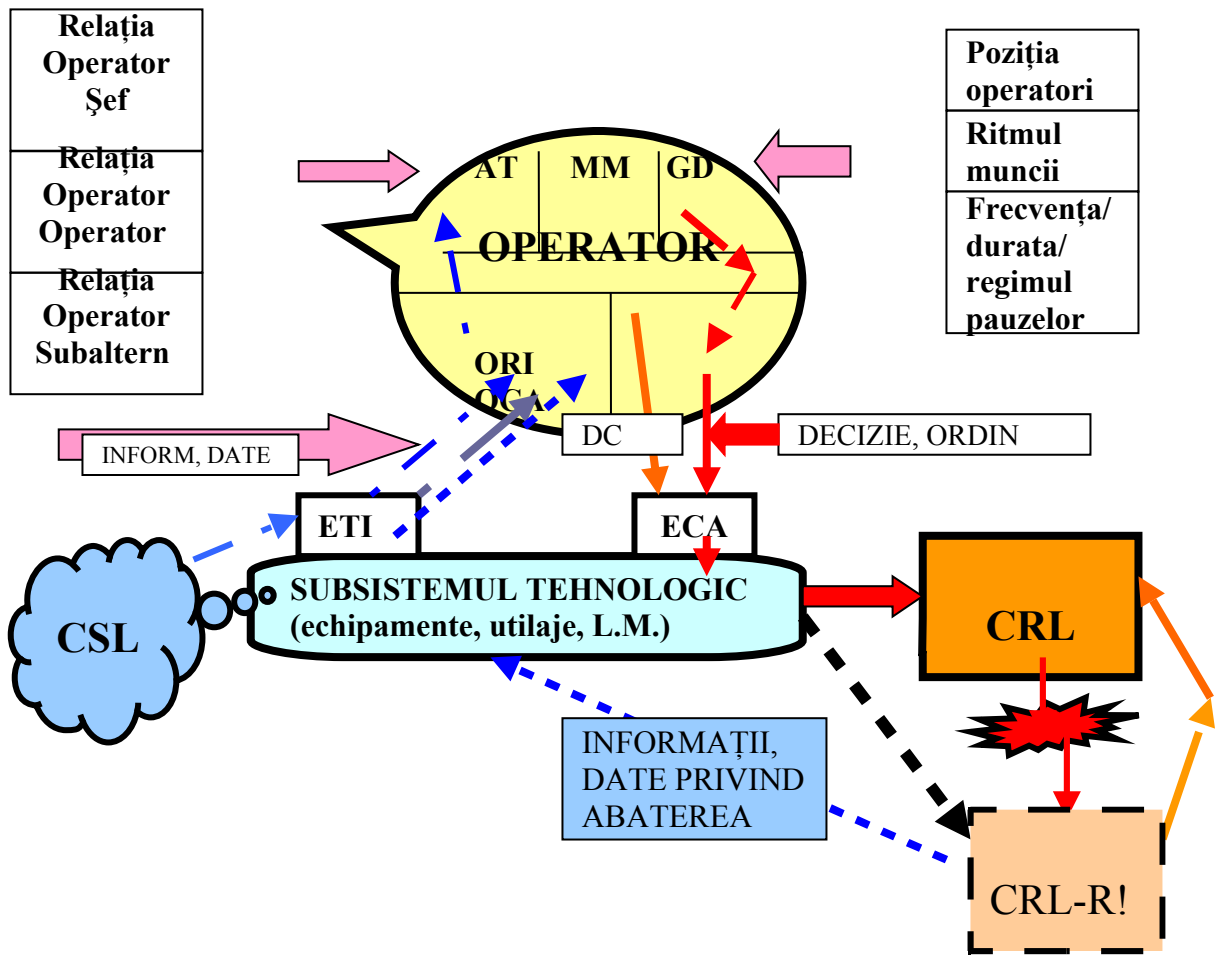 Relația
Operator
Şef
Relația
Operator
Operator
Relația
Operator
Subaltern
Poziția
operatori
Ritmul
muncii
Frecvența/
durata/
regimul
pauzelor
AT MM GD
OPERATOR
ORI
OGA
INFORM, DATE
DC
DECIZIE, ORDIN
ETI
ECA
CSL
SUBSISTEMUL TEHNOLOGIC
(echipamente, utilaje, L.M.)
CRL
INFORMAȚII,
DATE PRIVIND
ABATEREA
CRL-R!